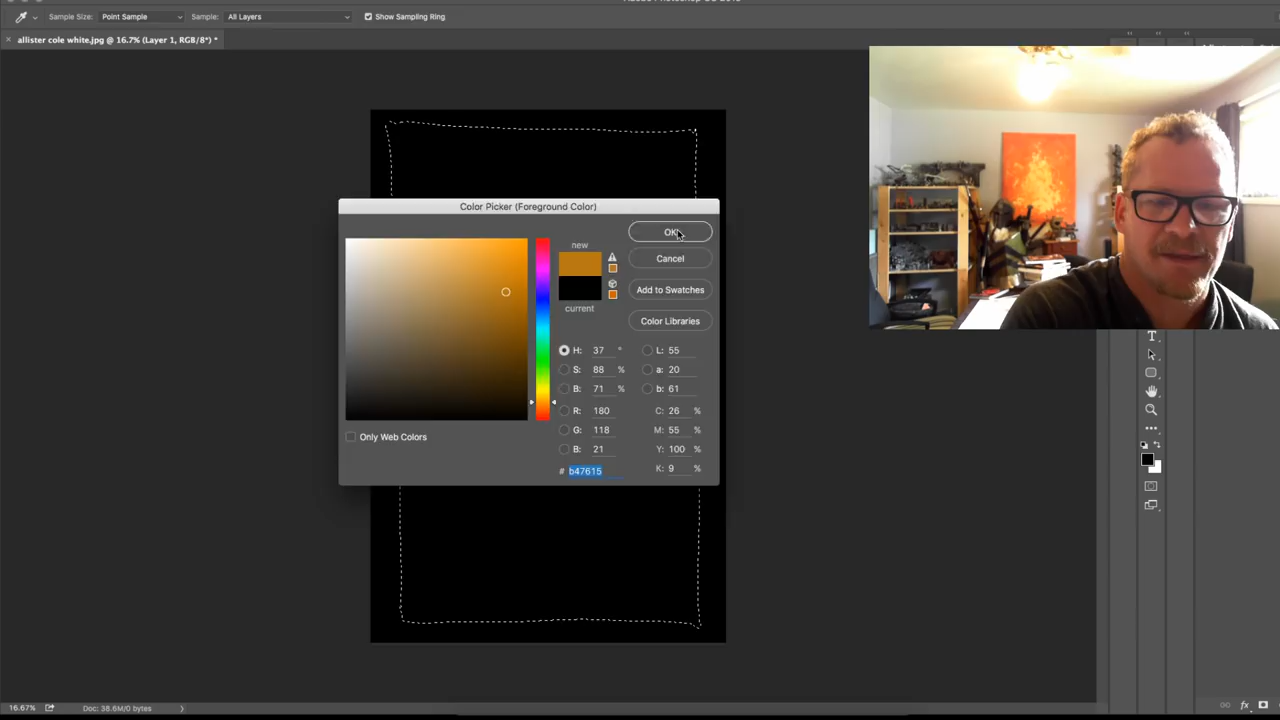 Sample Size: Point Sample Sample: All Layers Show Sampling Ring
allister cole white.jpg @ 16.7% (Layer 1, RGB/8*) *
Color Picker (Foreground Color)
new
OK
Cancel
Add to Swatches
current
Color Libraries
H: 37 ° L: 55
S: 88 % a: 20
B: 71 % b: 61
R: 180 C: 26 %
G: 118 M: 55 %
Only Web Colors
B: 21 Y: 100 %
# b47615 K: 9 %
T
16.67% Doc: 38.6M/0 bytes
fx